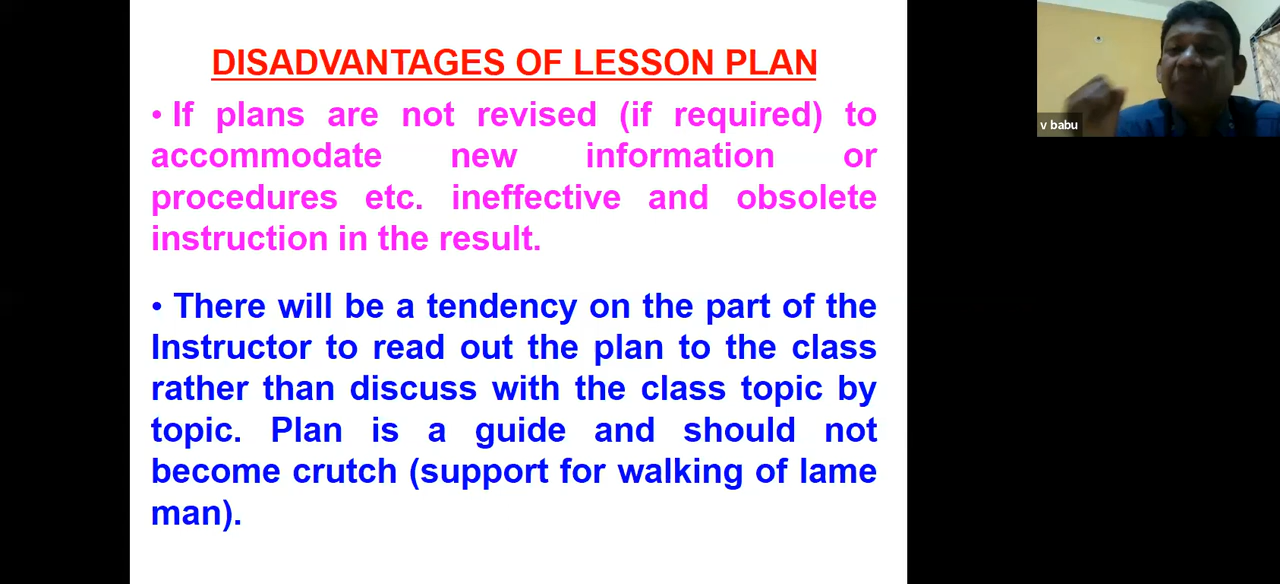 DISADVANTAGES OF LESSON PLAN
• If plans are not revised (if required) to
accommodate new information or
procedures etc. ineffective and obsolete
instruction in the result.
• There will be a tendency on the part of the
Instructor to read out the plan to the class
rather than discuss with the class topic by
topic. Plan is a guide and should not
become crutch (support for walking of lame
man).
v babu